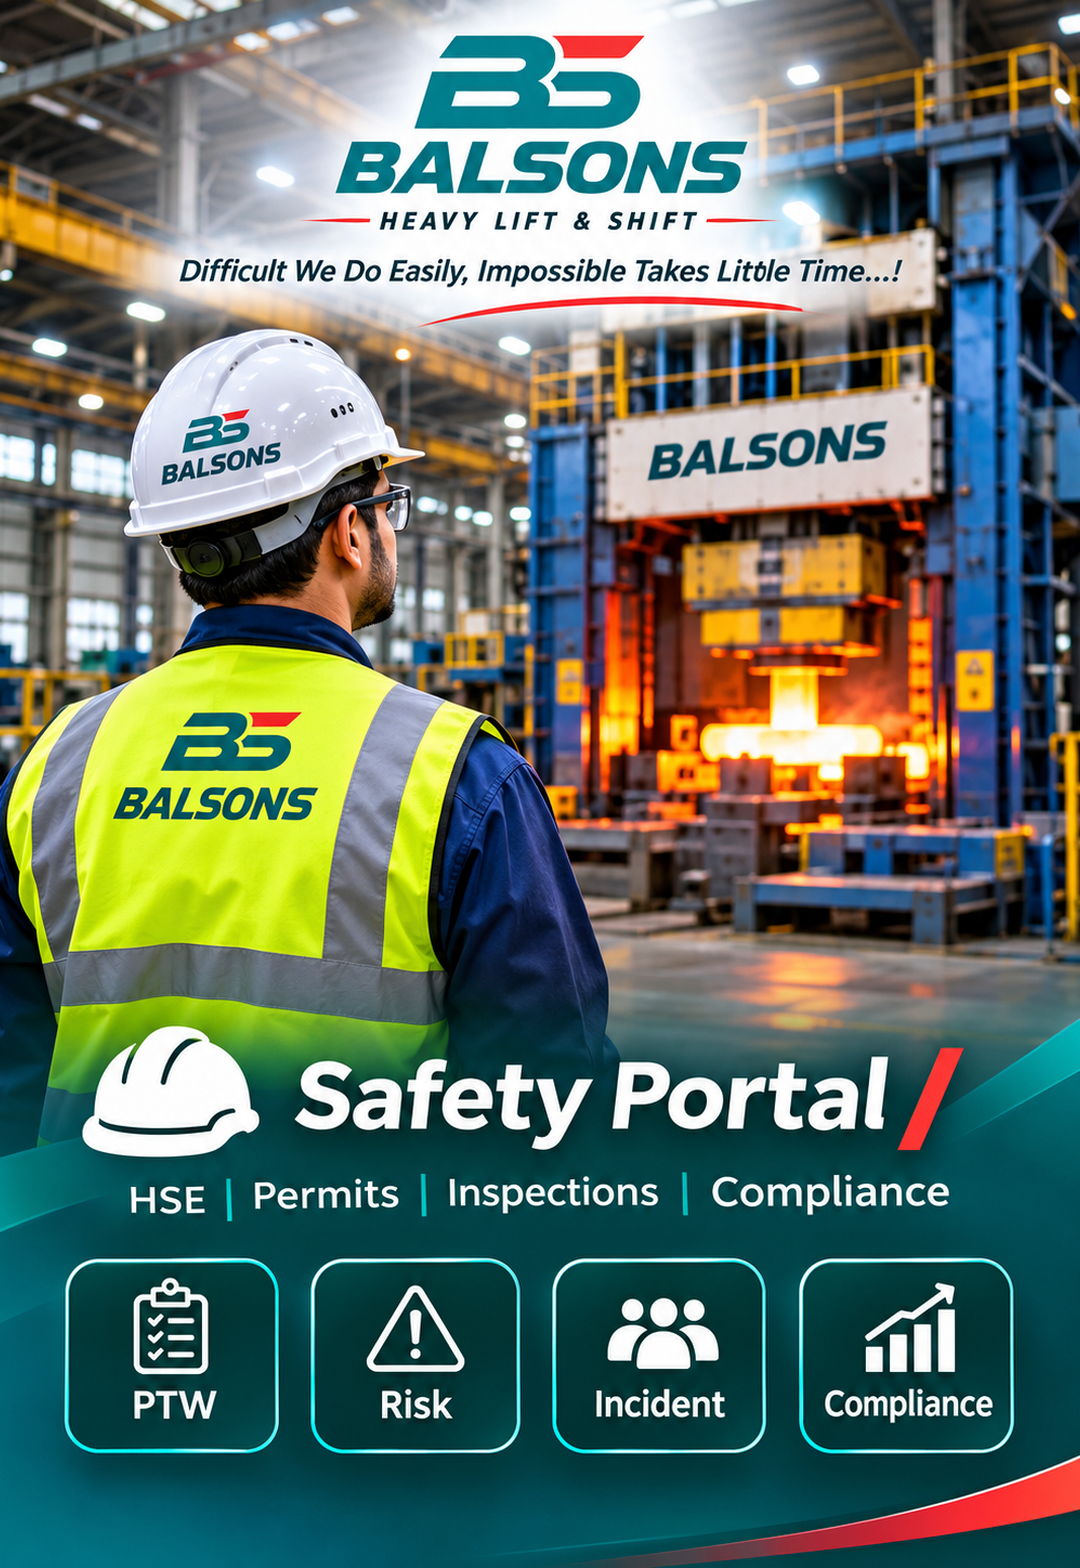 BS
BALSONS
HEAVY LIFT & SHIFT
Difficult We Do Easily, Impossible Takes Little Time...!
BS
BALSONS
BALSONS
BS
BALSONS
Safety Portal /
HSE | Permits | Inspections | Compliance
PTW
Risk
Incident
Compliance